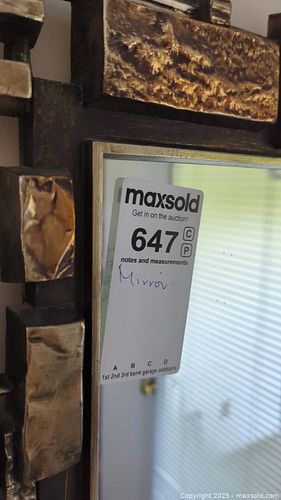 maxsold
Get in on the auction!
647 C
P
notes and measurements
Mirror
A B C D
1st 2nd 3rd bsmt garage outdoors
Copyright © 2025 - maxsold.com